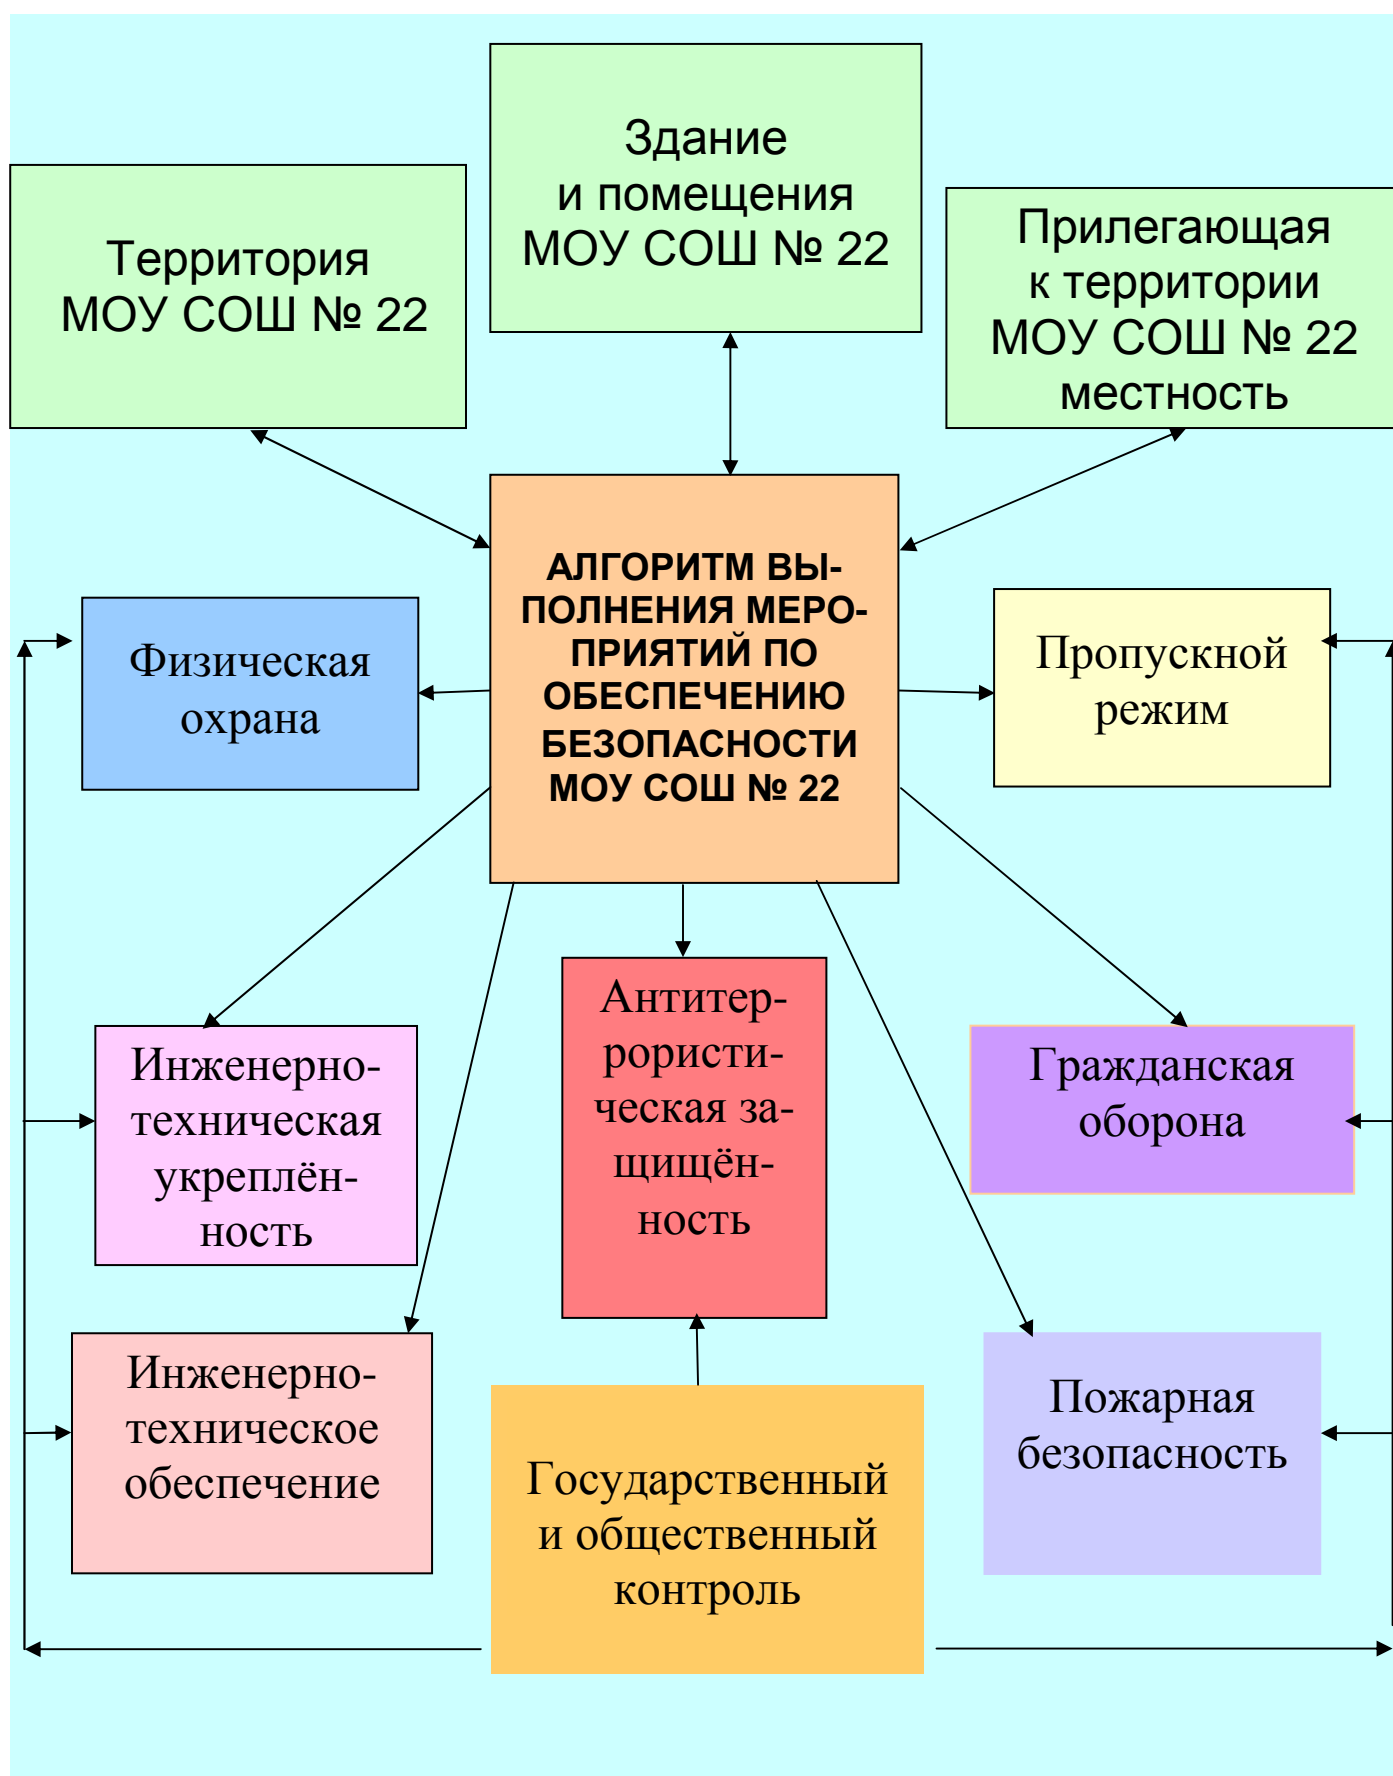 Здание
и помещения
МОУ СОШ № 22
Территория
МОУ СОШ № 22
Прилегающая
к территории
МОУ СОШ № 22
местность
АЛГОРИТМ ВЫ-
ПОЛНЕНИЯ МЕРО-
ПРИЯТИЙ ПО
ОБЕСПЕЧЕНИЮ
БЕЗОПАСНОСТИ
МОУ СОШ № 22
Физическая
охрана
Пропускной
режим
Инженерно-
техническая
укреплён-
ность
Антитер-
рористи-
ческая за-
щищён-
ность
Гражданская
оборона
Инженерно-
техническое
обеспечение
Государственный
и общественный
контроль
Пожарная
безопасность